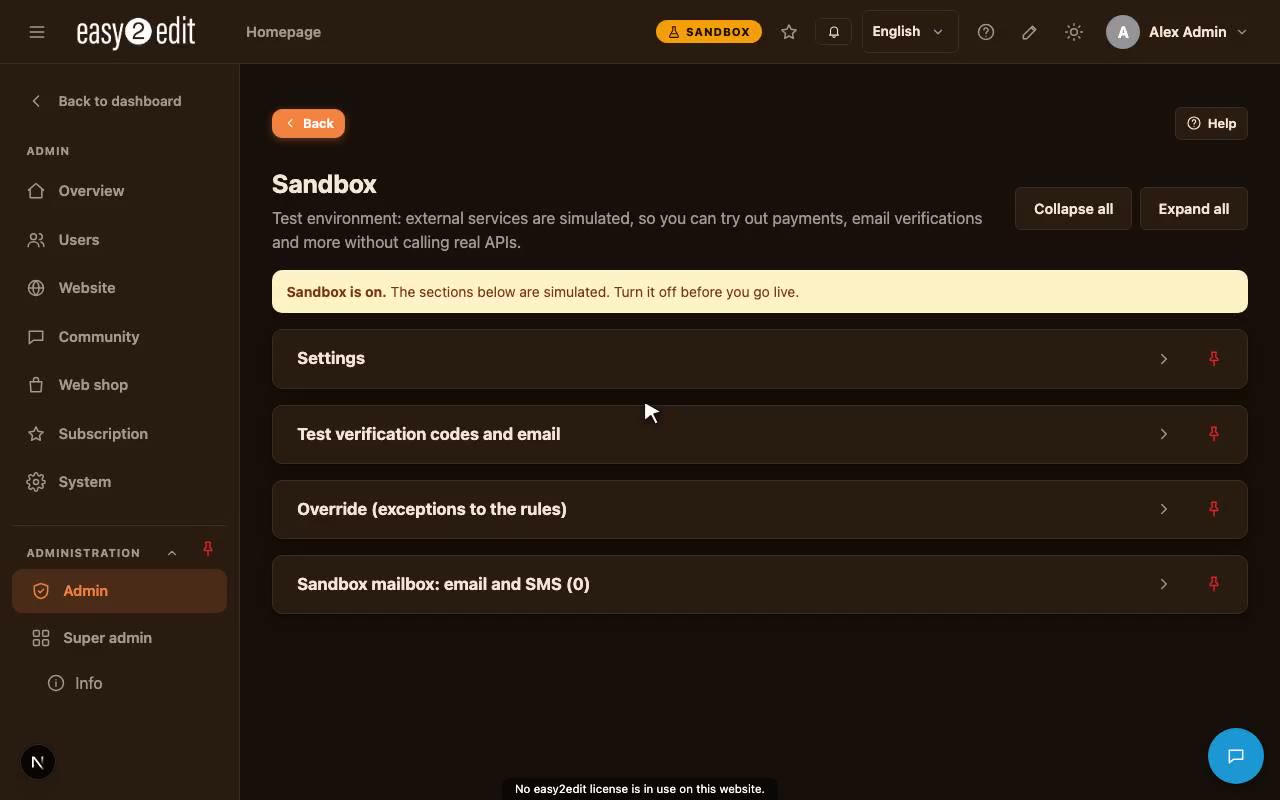 easy2edit
Homepage
SANDBOX
English
A
Alex Admin
Back to dashboard
ADMIN
Overview
Users
Website
Community
Web shop
Subscription
System
ADMINISTRATION
Admin
Super admin
Info
N
Back
Help
Sandbox
Test environment: external services are simulated, so you can try out payments, email verifications
and more without calling real APIs.
Collapse all
Expand all
Sandbox is on. The sections below are simulated. Turn it off before you go live.
Settings
Test verification codes and email
Override (exceptions to the rules)
Sandbox mailbox: email and SMS (0)
No easy2edit license is in use on this website.